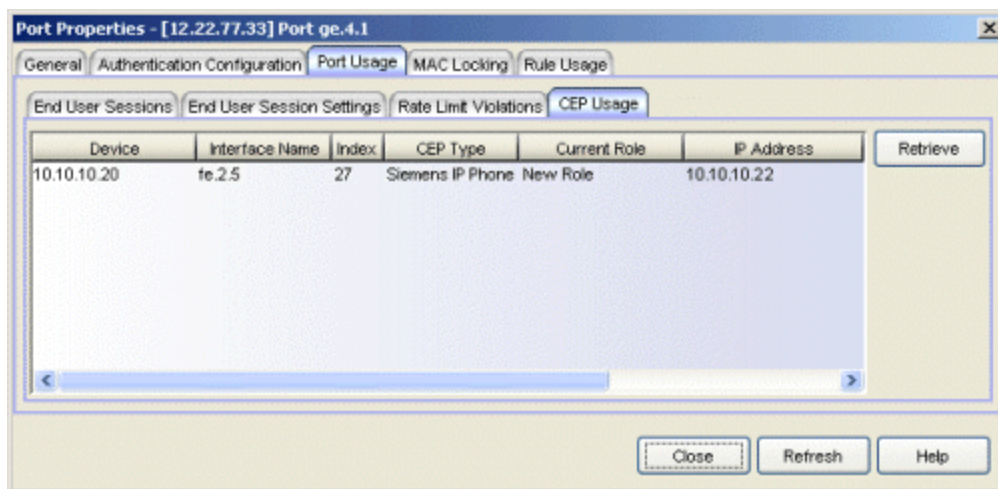 Port Properties - [12.22.77.33] Port ge.4.1
General Authentication Configuration Port Usage MAC Locking Rule Usage
End User Sessions End User Session Settings Rate Limit Violations CEP Usage
Device Interface Name Index CEP Type Current Role IP Address Retrieve
10.10.10.20 fe.2.5 27 Siemens IP Phone New Role 10.10.10.22
Close Refresh Help